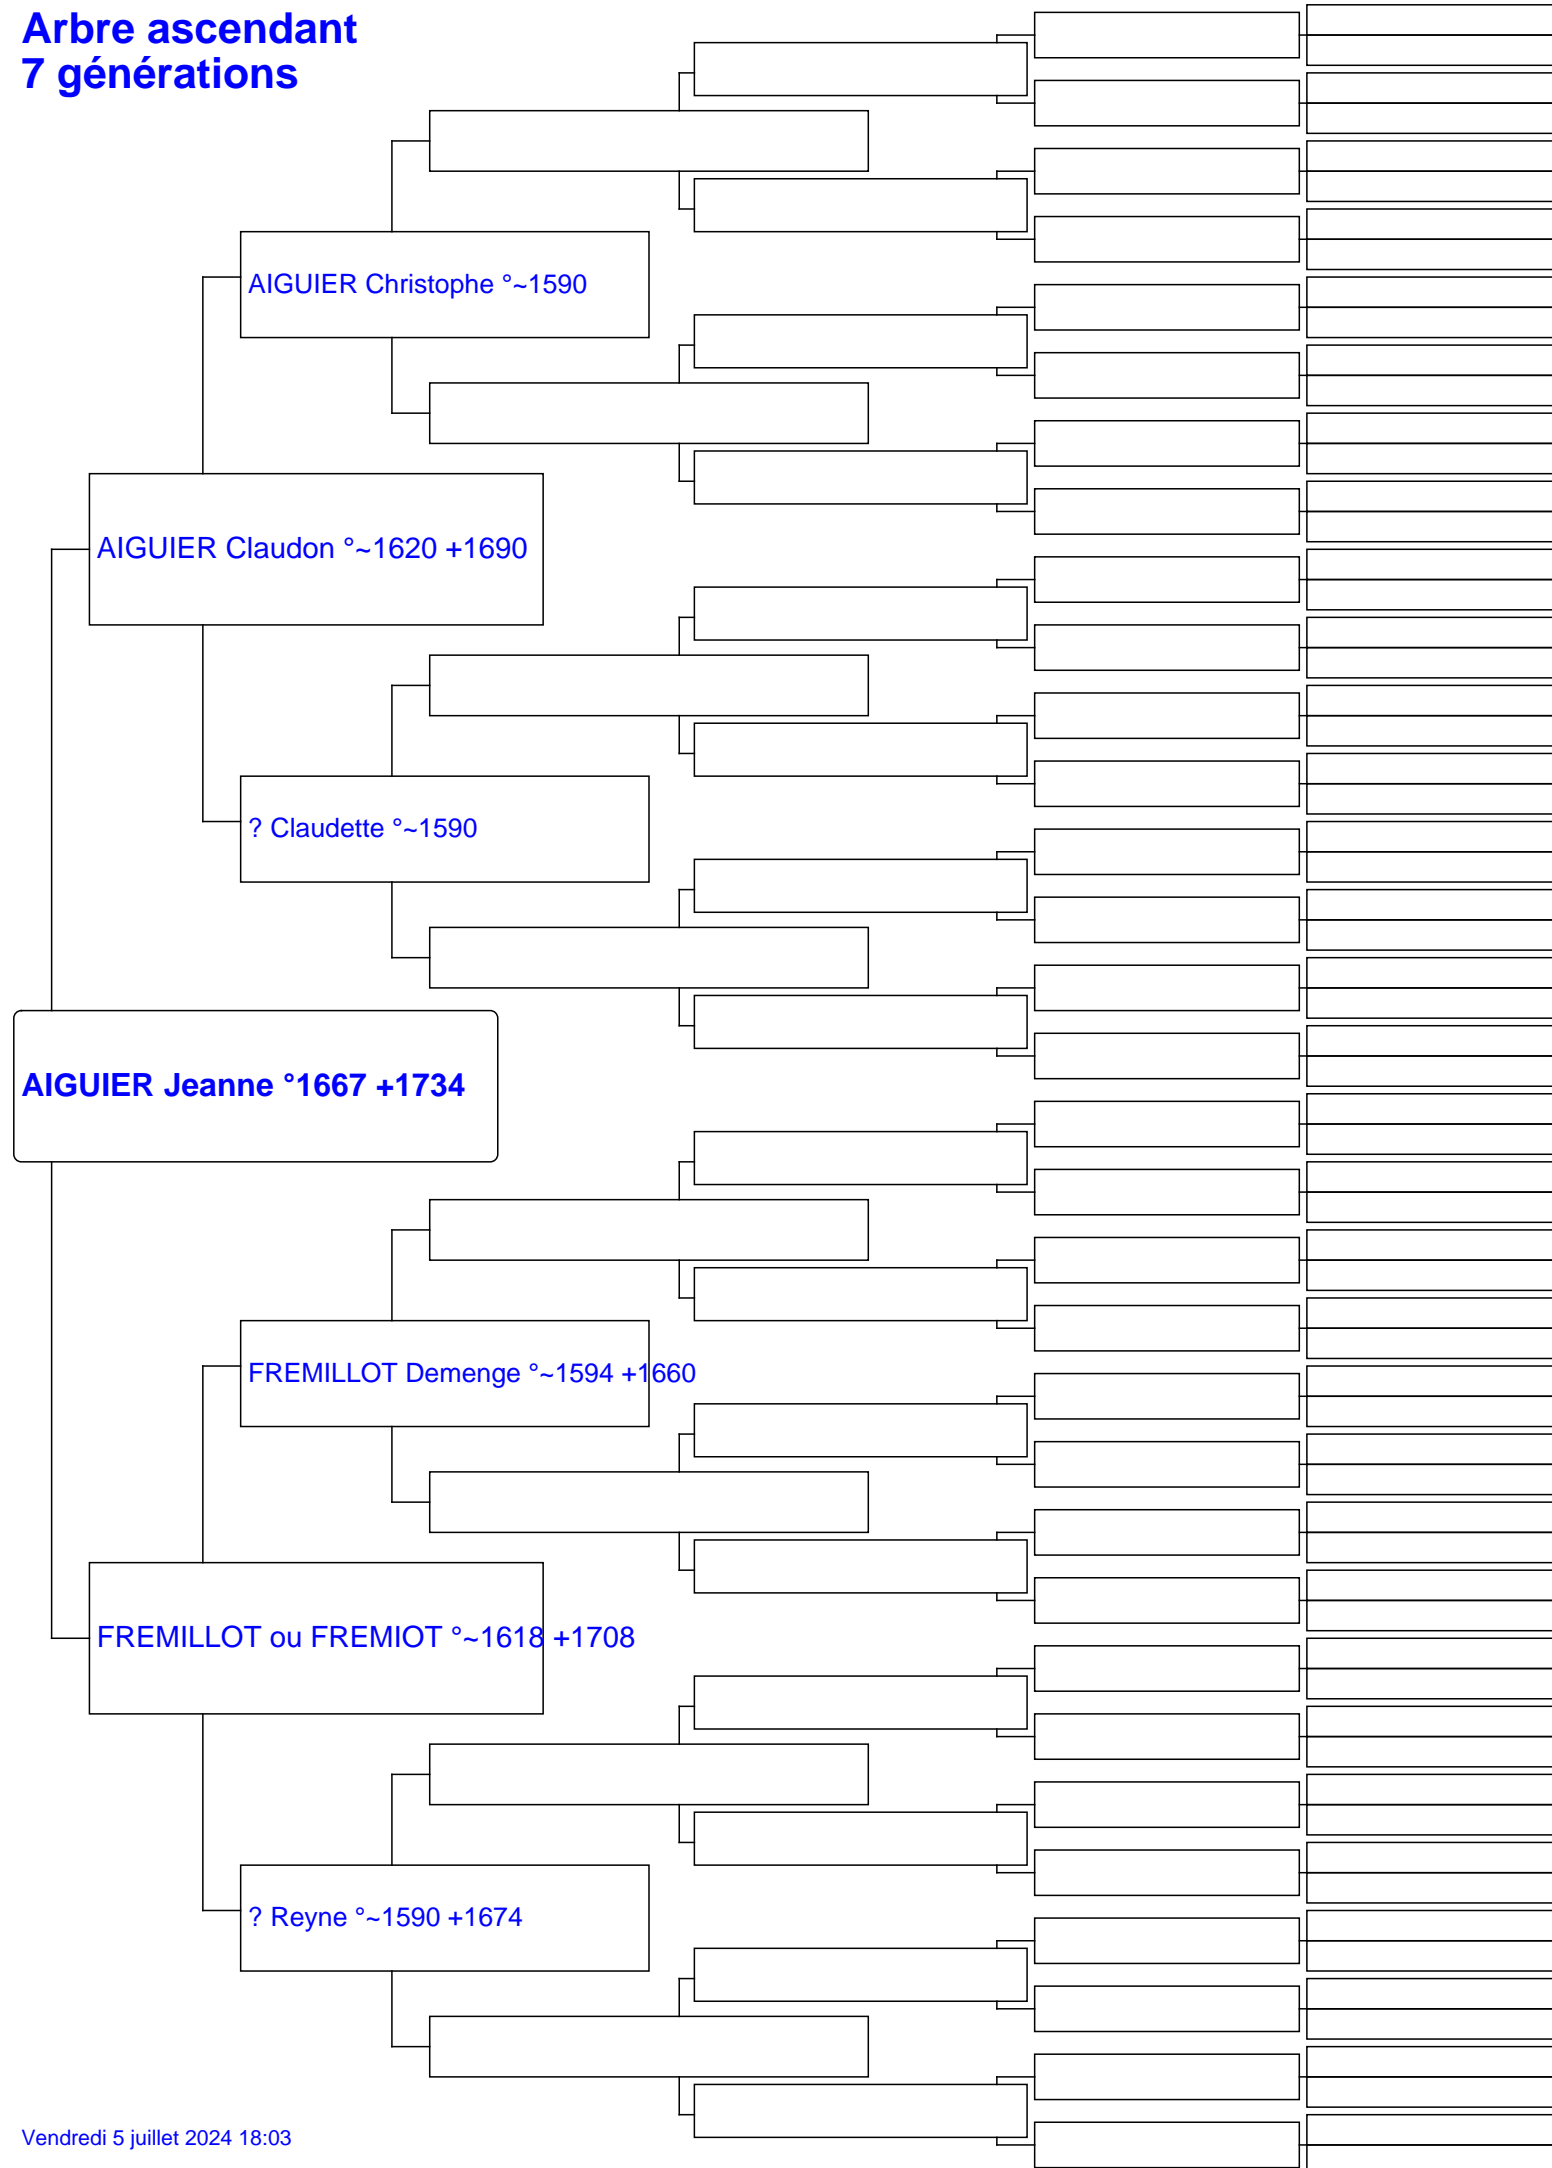 Arbre ascendant
7 générations
AIGUIER Christophe °~1590
AIGUIER Claudon °~1620 +1690
? Claudette °~1590
AIGUIER Jeanne °1667 +1734
FREMILLOT Demenge °~1594 +1660
FREMILLOT ou FREMIOT °~1618 +1708
? Reyne °~1590 +1674
Vendredi 5 juillet 2024 18:03